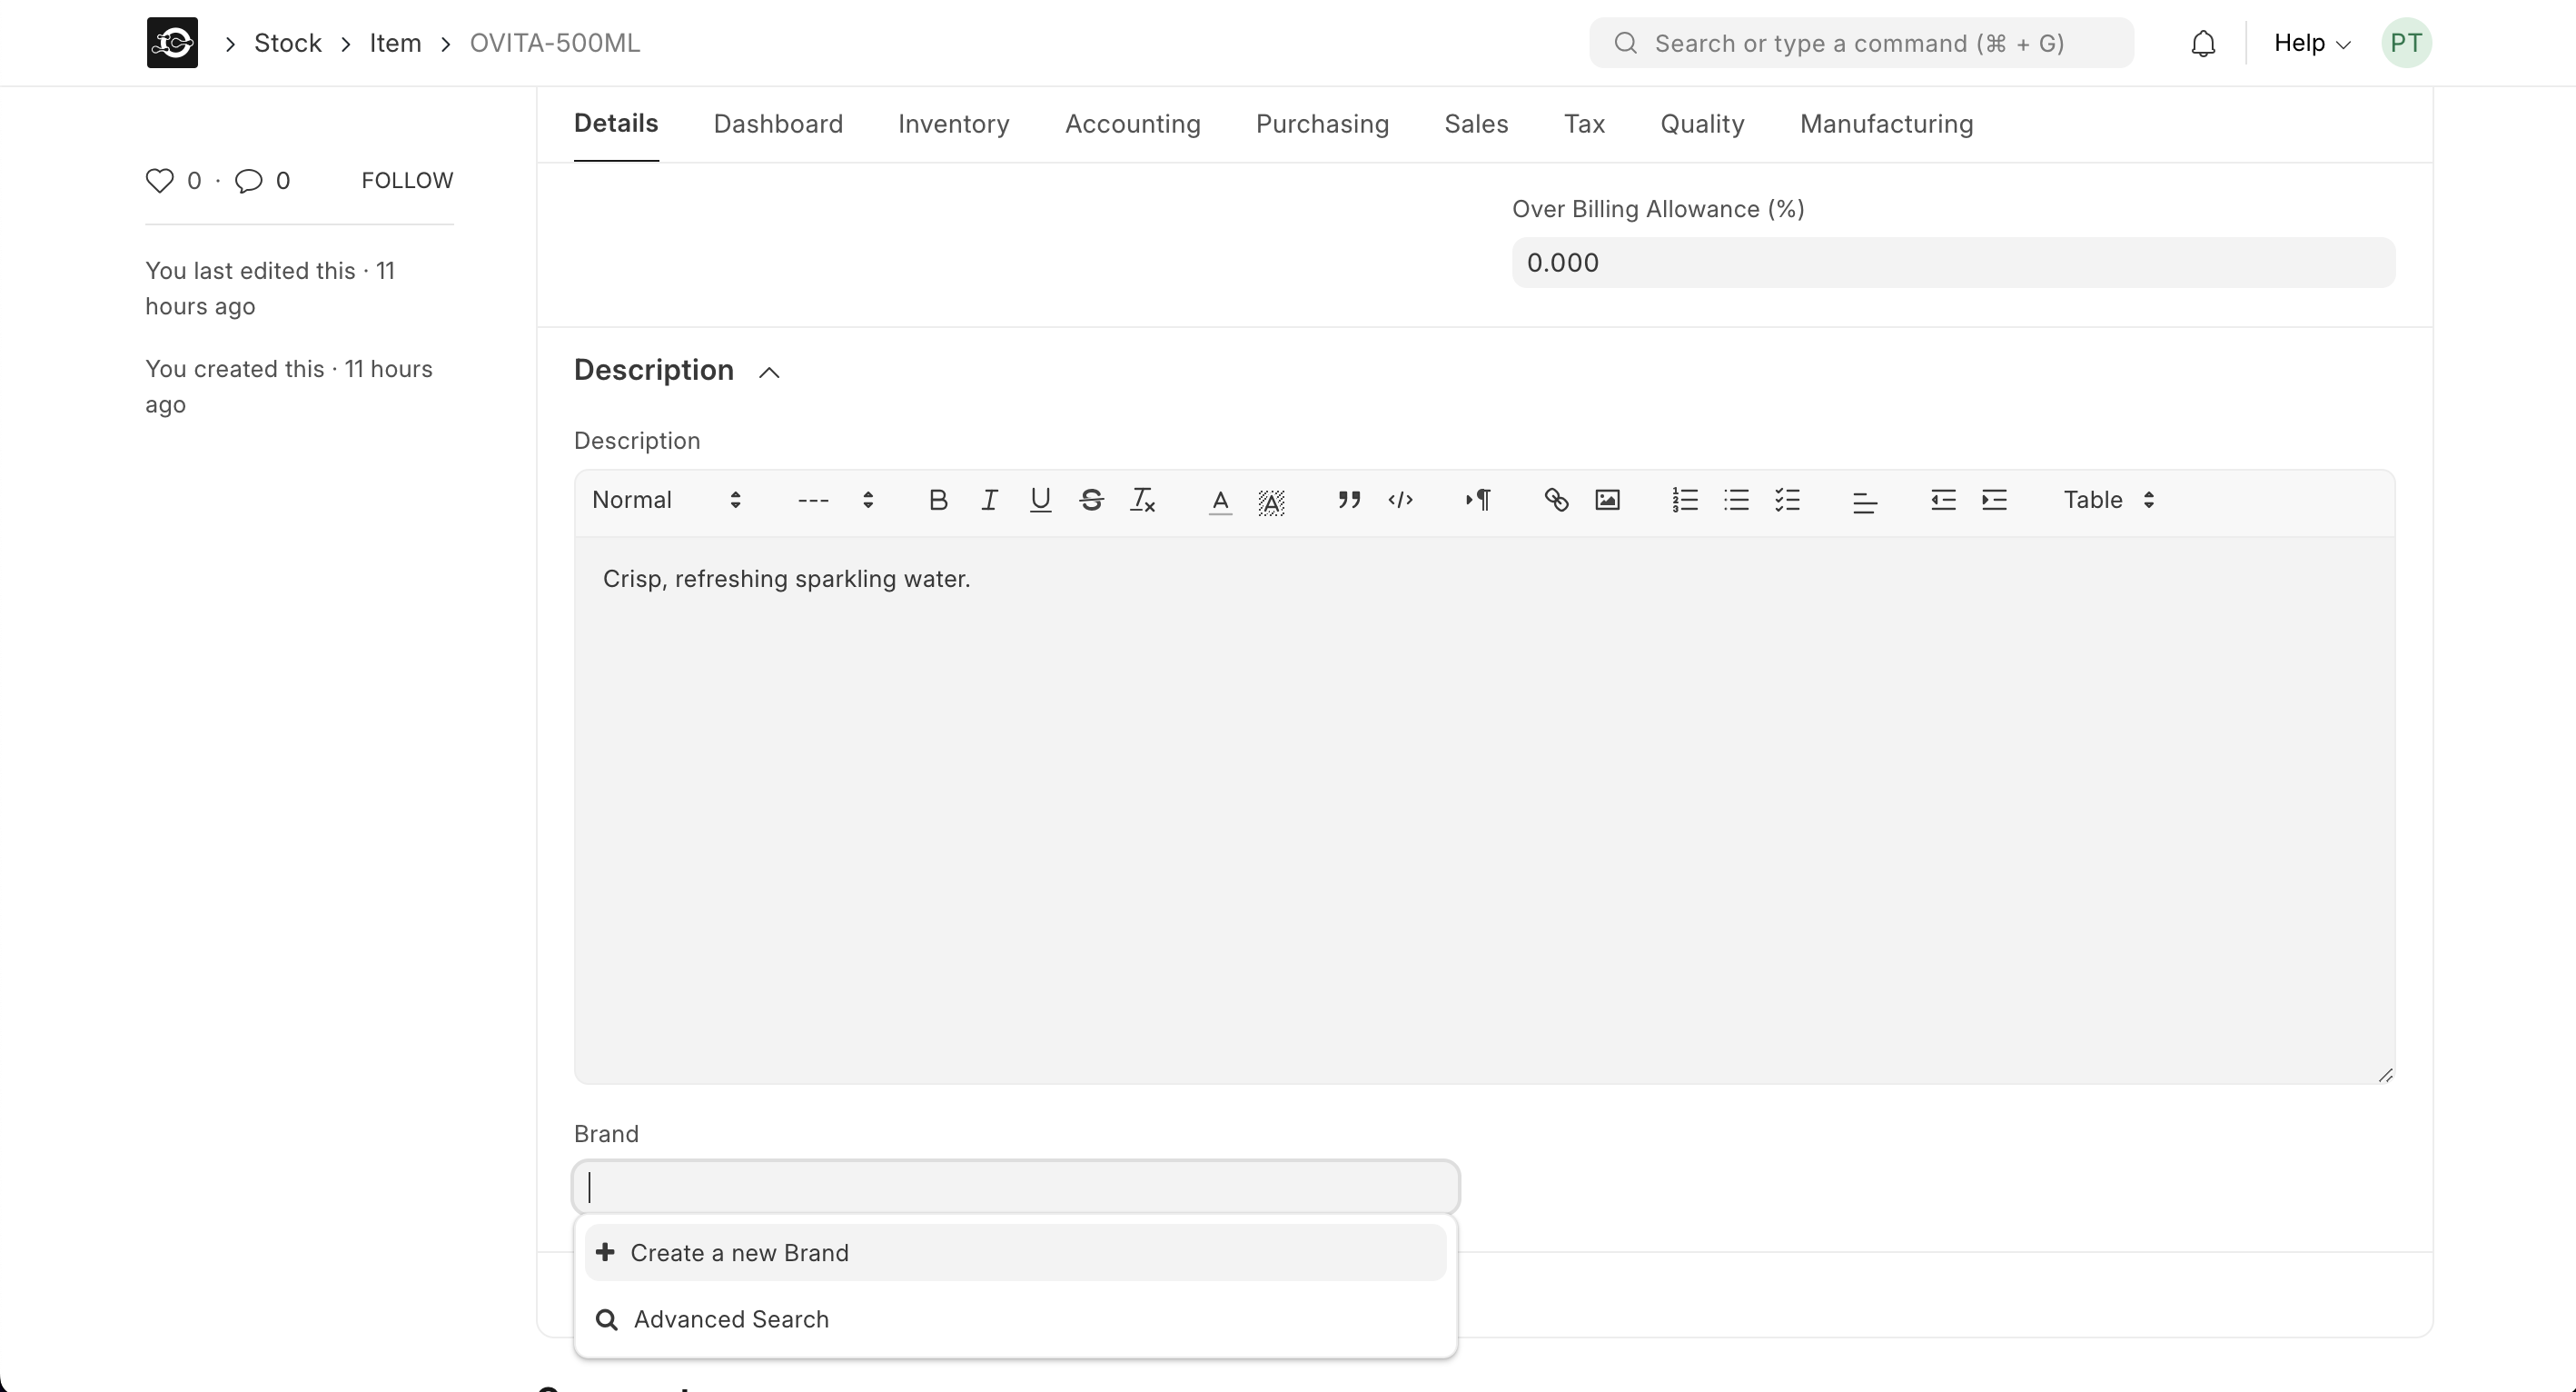 Stock
Item
OVITA-500ML
Search or type a command (⌘ + G)
Help
PT
Details
Dashboard
Inventory
Accounting
Purchasing
Sales
Tax
Quality
Manufacturing
0 · 0
FOLLOW
You last edited this · 11
hours ago
You created this · 11 hours
ago
Over Billing Allowance (%)
0.000
Description
Description
Normal
---
Table
Crisp, refreshing sparkling water.
Brand
Create a new Brand
Advanced Search